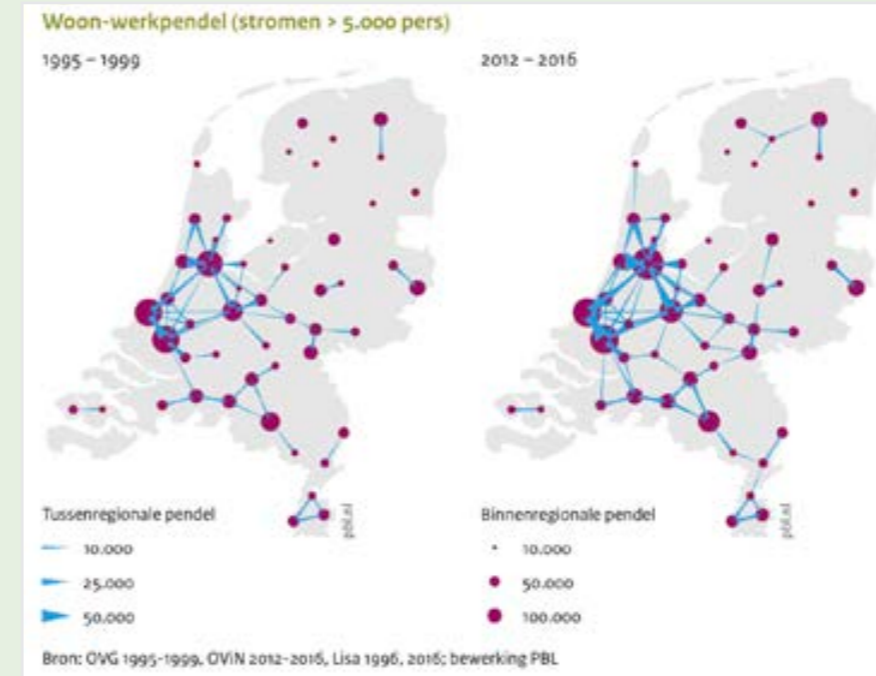 Woon-werkpendel (stromen > 5.000 pers)
1995 – 1999
2012 – 2016
Tussenregionale pendel
10.000
25.000
50.000
pbl.nl
Binnenregionale pendel
10.000
50.000
100.000
pbl.nl
Bron: OVG 1995-1999, OViN 2012-2016, Lisa 1996, 2016; bewerking PBL